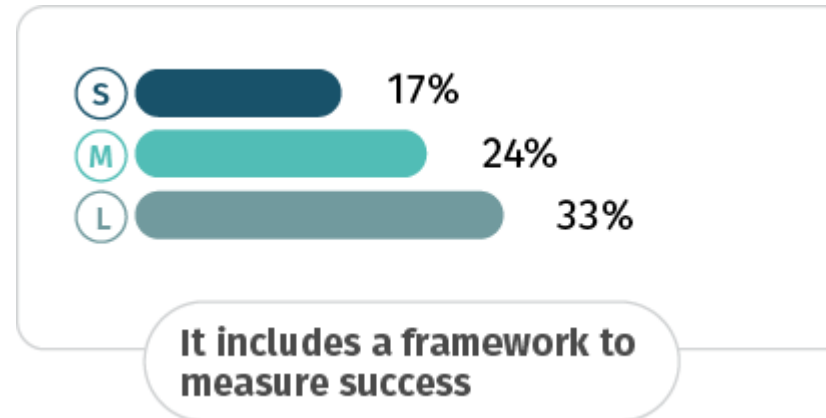 S 17%
M 24%
L 33%
It includes a framework to
measure success